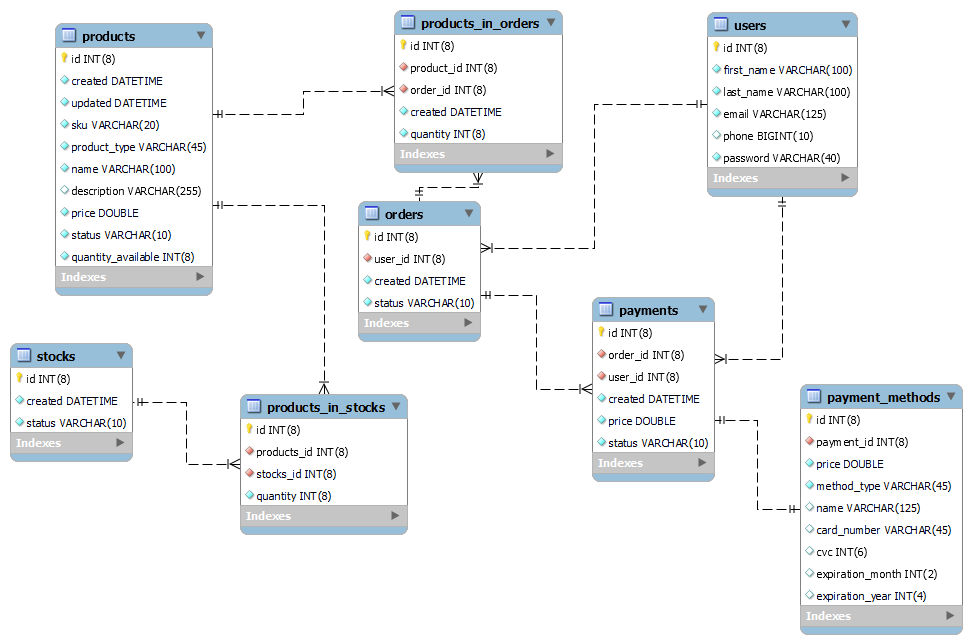 products
id INT(8)
created DATETIME
updated DATETIME
sku VARCHAR(20)
product_type VARCHAR(45)
name VARCHAR(100)
description VARCHAR(255)
price DOUBLE
status VARCHAR(10)
quantity_available INT(8)
Indexes
products_in_orders
id INT(8)
product_id INT(8)
order_id INT(8)
created DATETIME
quantity INT(8)
Indexes
users
id INT(8)
first_name VARCHAR(100)
last_name VARCHAR(100)
email VARCHAR(125)
phone BIGINT(10)
password VARCHAR(40)
Indexes
orders
id INT(8)
user_id INT(8)
created DATETIME
status VARCHAR(10)
Indexes
payments
id INT(8)
order_id INT(8)
user_id INT(8)
created DATETIME
price DOUBLE
status VARCHAR(10)
Indexes
stocks
id INT(8)
created DATETIME
status VARCHAR(10)
Indexes
products_in_stocks
id INT(8)
products_id INT(8)
stocks_id INT(8)
quantity INT(8)
Indexes
payment_methods
id INT(8)
payment_id INT(8)
price DOUBLE
method_type VARCHAR(45)
name VARCHAR(125)
card_number VARCHAR(45)
cvc INT(6)
expiration_month INT(2)
expiration_year INT(4)
Indexes